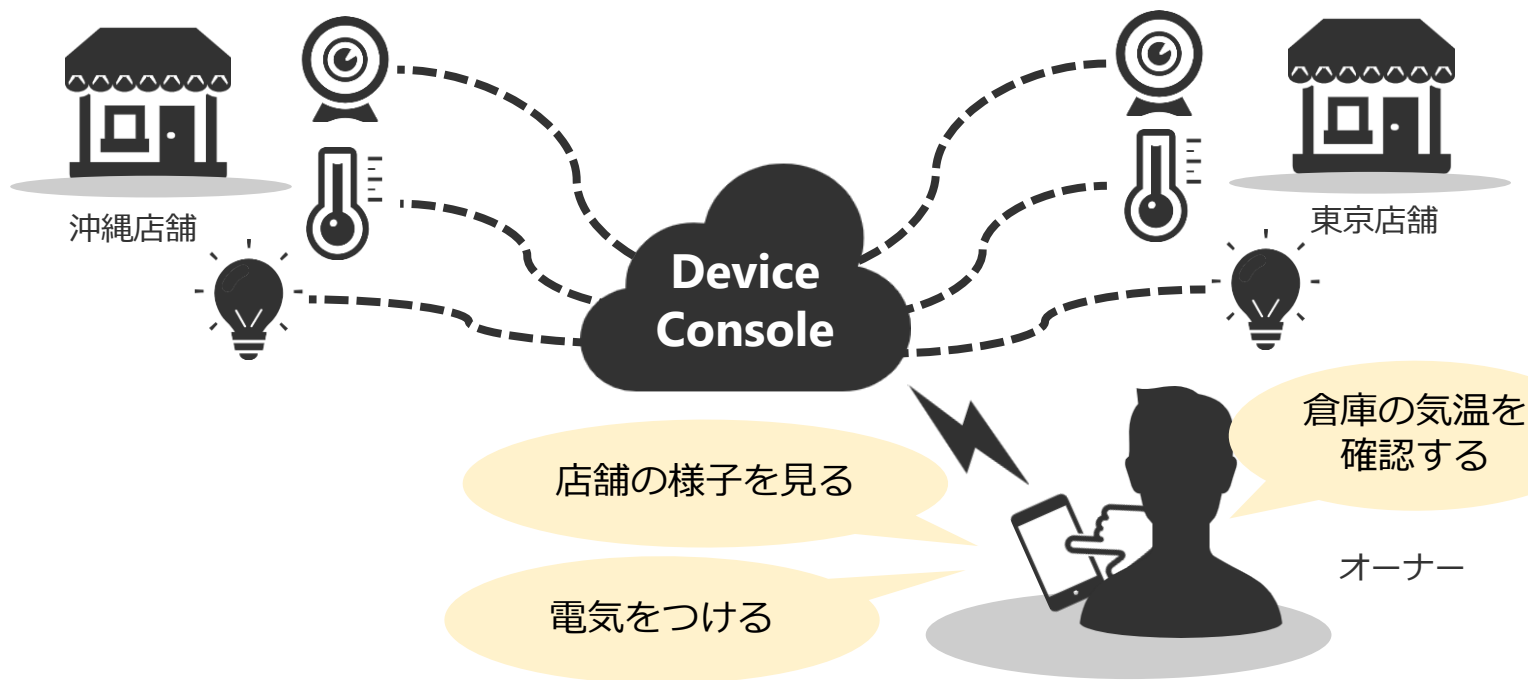 沖縄店舗
東京店舗
Device
Console
倉庫の気温を
確認する
店舗の様子を見る
オーナー
電気をつける